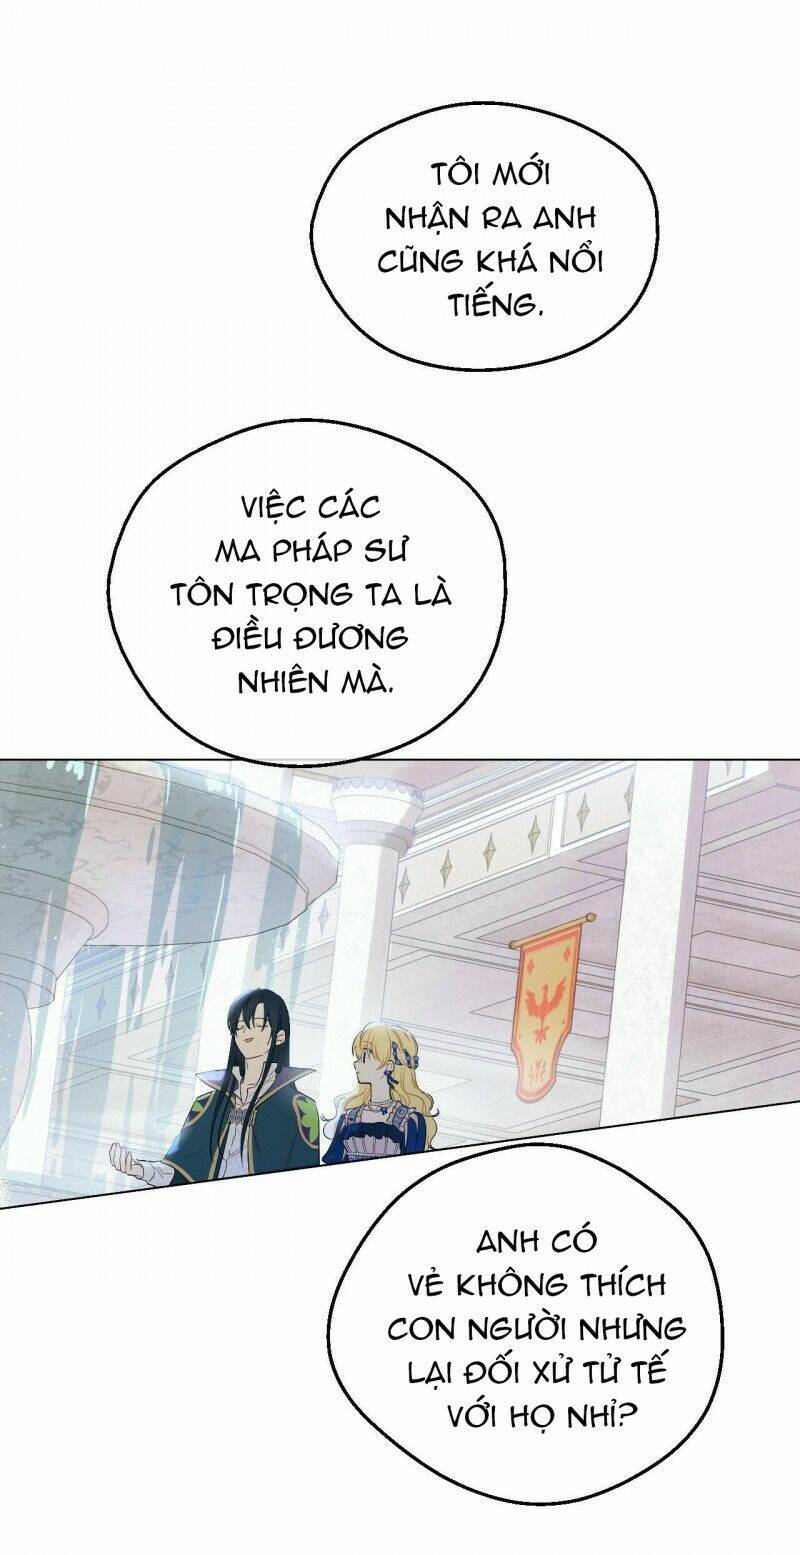 TÔI MỚI
NHẬN RA ANH
CŨNG KHÁ NỔI
TIẾNG.
VIỆC CÁC
MA PHÁP SƯ
TÔN TRỌNG TA LÀ
ĐIỀU ĐƯƠNG
NHIÊN MÀ.
ANH CÓ
VẺ KHÔNG THÍCH
CON NGƯỜI NHƯNG
LẠI ĐỐI XỬ TỬ TẾ
VỚI HỌ NHỈ?